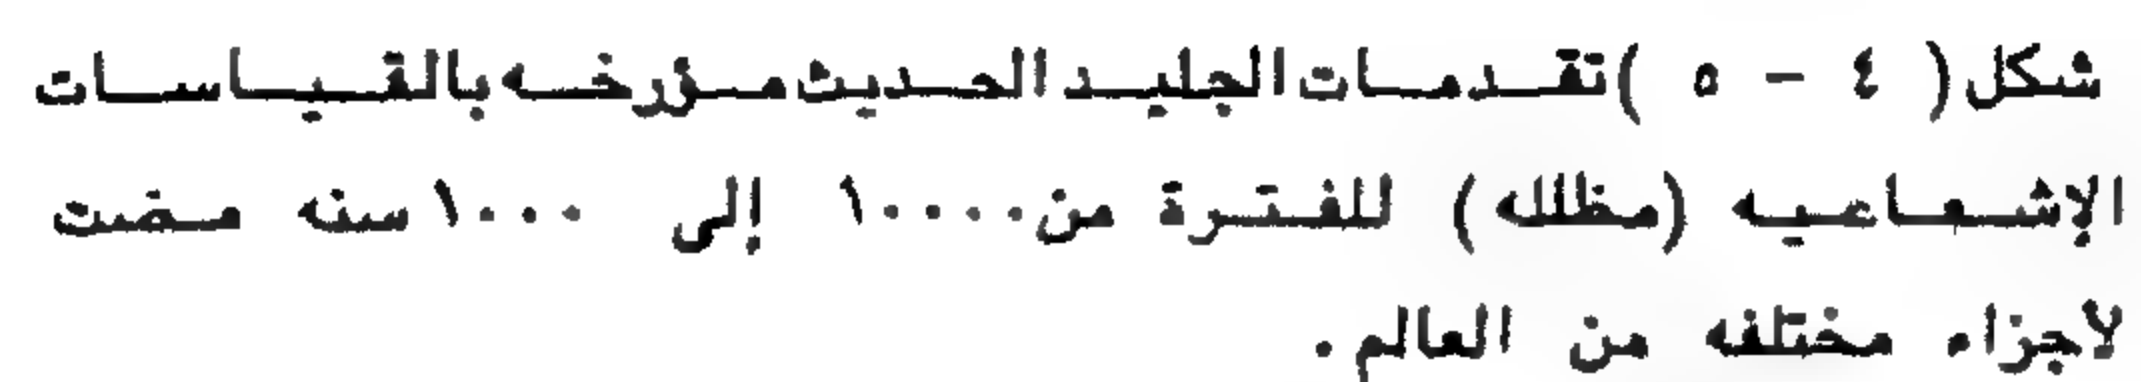 شكل ( ٤ - ٥ ) تقدمات الجليد الحديث مؤرخه بالقياسات
الإشعاعيه (مظلله) للفترة من ١٠٠٠٠ إلى ١٠٠٠ سنه مضت
لاجزاء مختلفه من العالم .